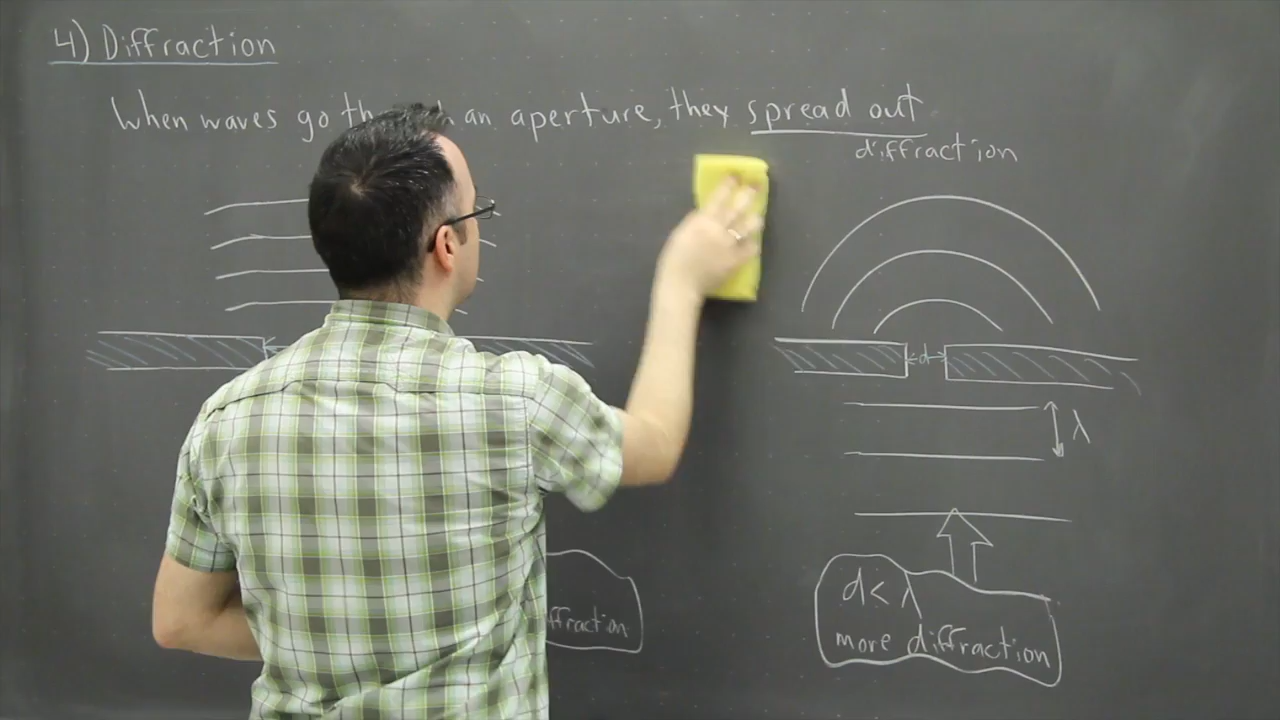 4) Diffraction
When waves go th h an aperture, they spread out
diffraction
d
λ
d < λ
more diffraction
ffraction